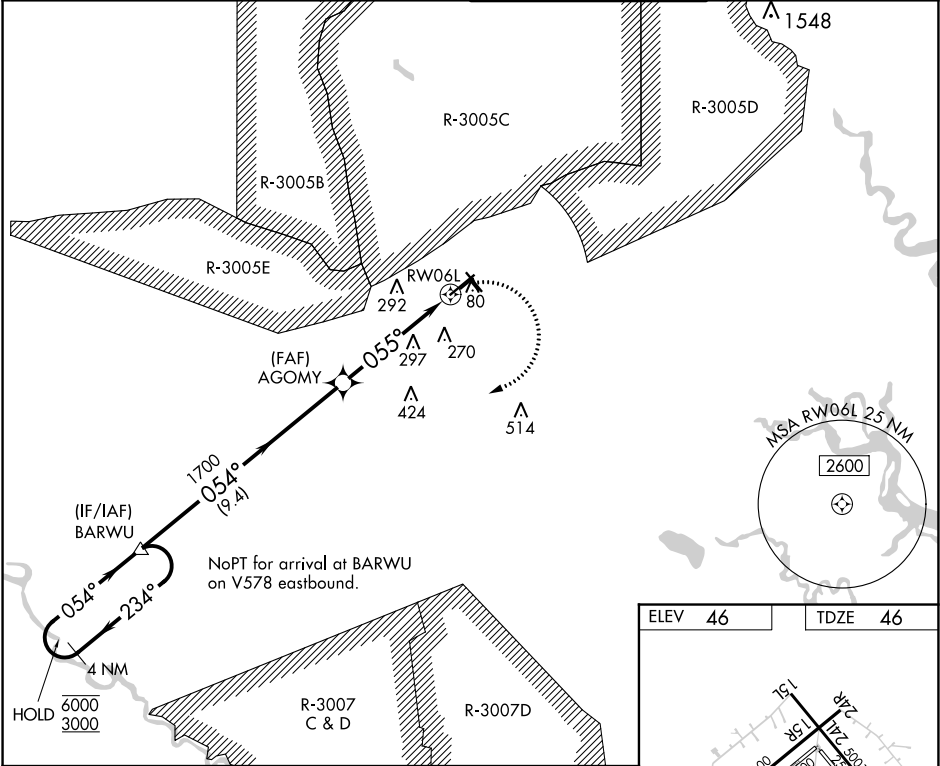 1548
R-3005C
R-3005D
R-3005B
R-3005E
RW06L
292
80
055°
297
270
(FAF)
AGOMY
424
514
MSA RW06L 25 NM
2600
1700
054°
(9.4)
(IF/IAF)
BARWU
NoPT for arrival at BARWU
on V578 eastbound.
054°
234°
4 NM
HOLD
6000
3000
R-3007
C & D
R-3007D
ELEV 46
TDZE 46
15L
24R
15R
24L